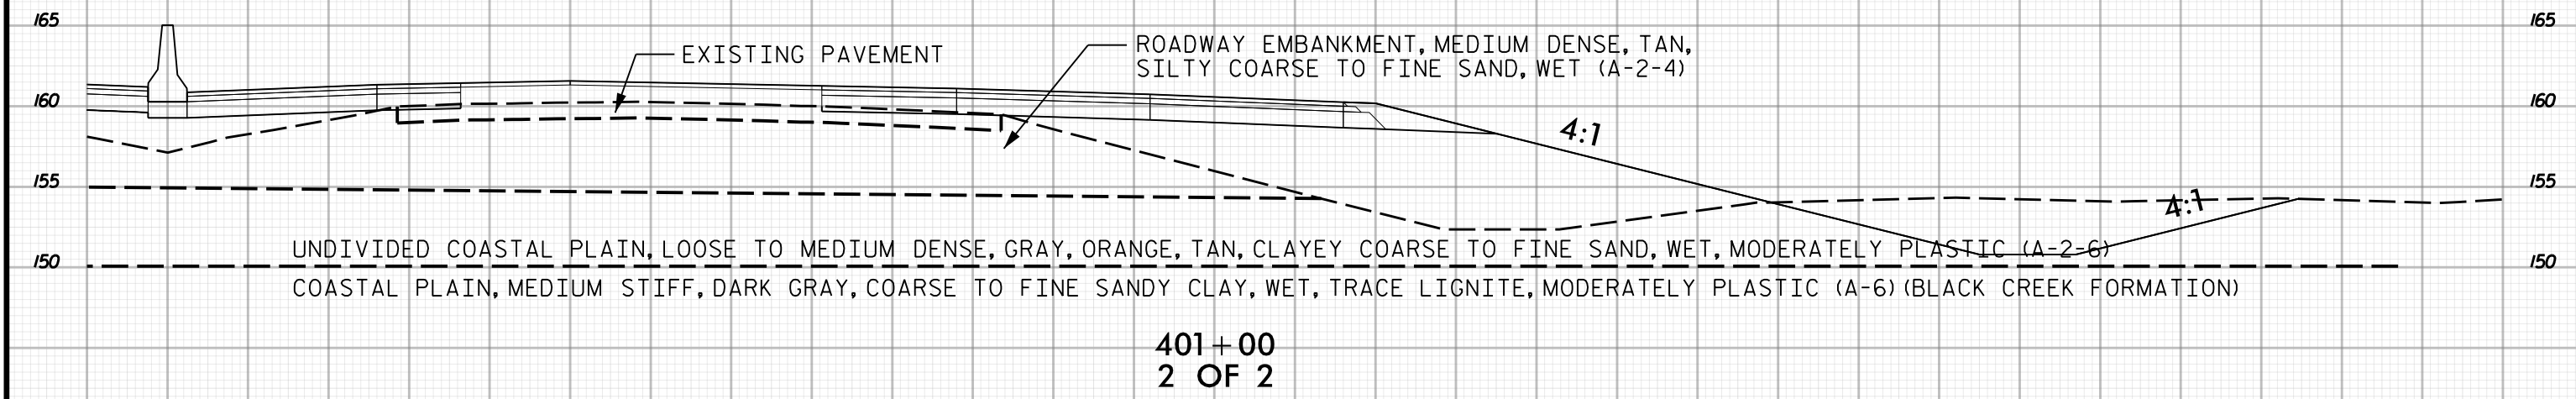 165 165
EXISTING PAVEMENT
ROADWAY EMBANKMENT, MEDIUM DENSE, TAN,
SILTY COARSE TO FINE SAND, WET (A-2-4)
160 160
4:1
155 155
4:1
UNDIVIDED COASTAL PLAIN, LOOSE TO MEDIUM DENSE, GRAY, ORANGE, TAN, CLAYEY COARSE TO FINE SAND, WET, MODERATELY PLASTIC (A-2-6)
150 150
COASTAL PLAIN, MEDIUM STIFF, DARK GRAY, COARSE TO FINE SANDY CLAY, WET, TRACE LIGNITE, MODERATELY PLASTIC (A-6) (BLACK CREEK FORMATION)
401+00
2 OF 2